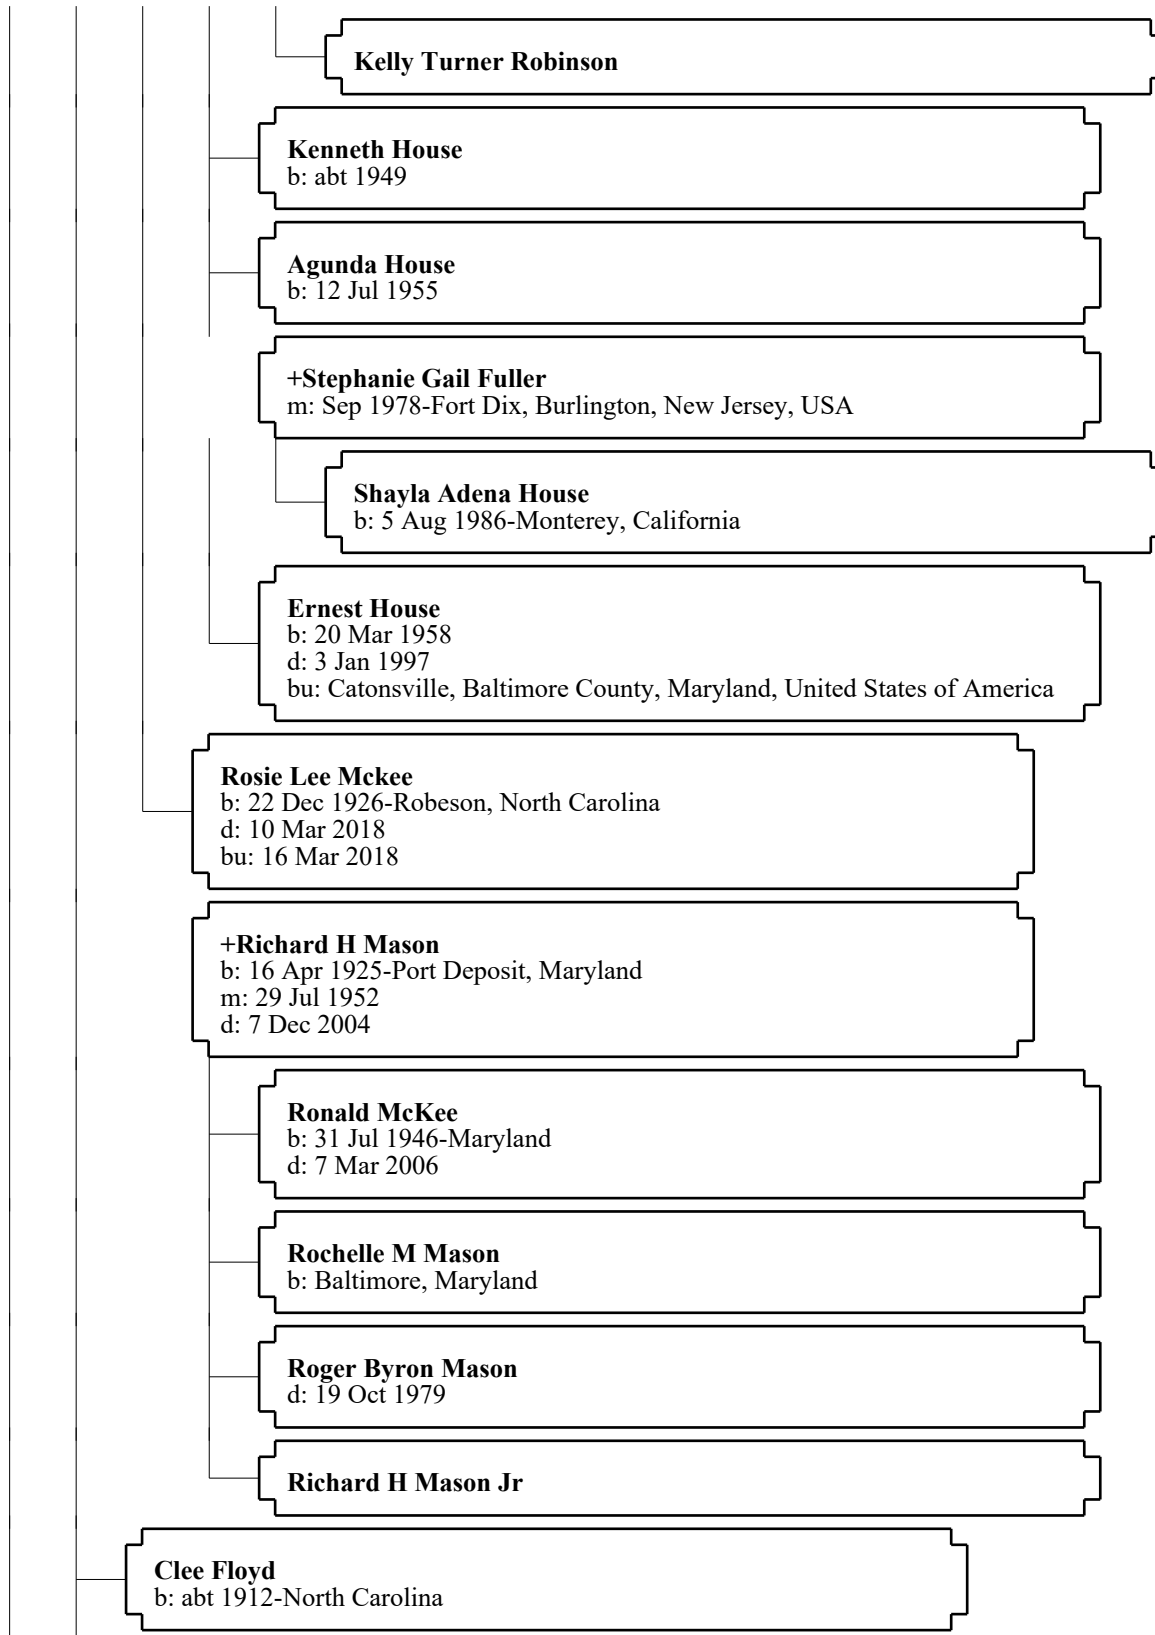 Kelly Turner Robinson
Kenneth House
b: abt 1949
Agunda House
b: 12 Jul 1955
+Stephanie Gail Fuller
m: Sep 1978-Fort Dix, Burlington, New Jersey, USA
Shayla Adena House
b: 5 Aug 1986-Monterey, California
Ernest House
b: 20 Mar 1958
d: 3 Jan 1997
bu: Catonsville, Baltimore County, Maryland, United States of America
Rosie Lee Mckee
b: 22 Dec 1926-Robeson, North Carolina
d: 10 Mar 2018
bu: 16 Mar 2018
+Richard H Mason
b: 16 Apr 1925-Port Deposit, Maryland
m: 29 Jul 1952
d: 7 Dec 2004
Ronald McKee
b: 31 Jul 1946-Maryland
d: 7 Mar 2006
Rochelle M Mason
b: Baltimore, Maryland
Roger Byron Mason
d: 19 Oct 1979
Richard H Mason Jr
Clee Floyd
b: abt 1912-North Carolina